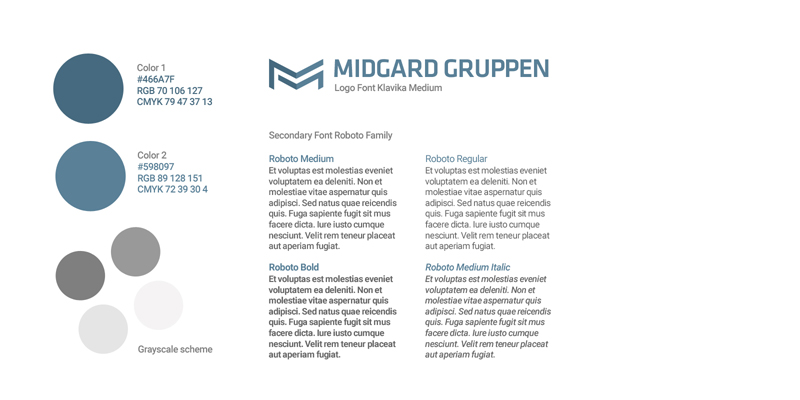 Color 1
#466A7F
RGB 70 106 127
CMYK 79 47 37 13
Color 2
#598097
RGB 89 128 151
CMYK 72 39 30 4
Grayscale scheme
MIDGARD GRUPPEN
Logo Font Klavika Medium
Secondary Font Roboto Family
Roboto Medium
Et voluptas est molestias eveniet
voluptatem ea deleniti. Non et
molestiae vitae aspernatur quis
adipisci. Sed natus quae reicendis
quis. Fuga sapiente fugit sit mus
facere dicta. Iure iusto cumque
nesciunt. Velit rem teneur placeat
aut aperiam fugiat.
Roboto Regular
Et voluptas est molestias eveniet
voluptatem ea deleniti. Non et
molestiae vitae aspernatur quis
adipisci. Sed natus quae reicendis
quis. Fuga sapiente fugit sit mus
facere dicta. Iure iusto cumque
nesciunt. Velit rem teneur placeat
aut aperiam fugiat.
Roboto Bold
Et voluptas est molestias eveniet
voluptatem ea deleniti. Non et
molestiae vitae aspernatur quis
adipisci. Sed natus quae reicendis
quis. Fuga sapiente fugit sit mus
facere dicta. Iure iusto cumque
nesciunt. Velit rem teneur placeat
aut aperiam fugiat.
Roboto Medium Italic
Et voluptas est molestias eveniet
voluptatem ea deleniti. Non et
molestiae vitae aspernatur quis
adipisci. Sed natus quae reicendis
quis. Fuga sapiente fugit sit mus
facere dicta. Iure iusto cumque
nesciunt. Velit rem teneur placeat
aut aperiam fugiat.